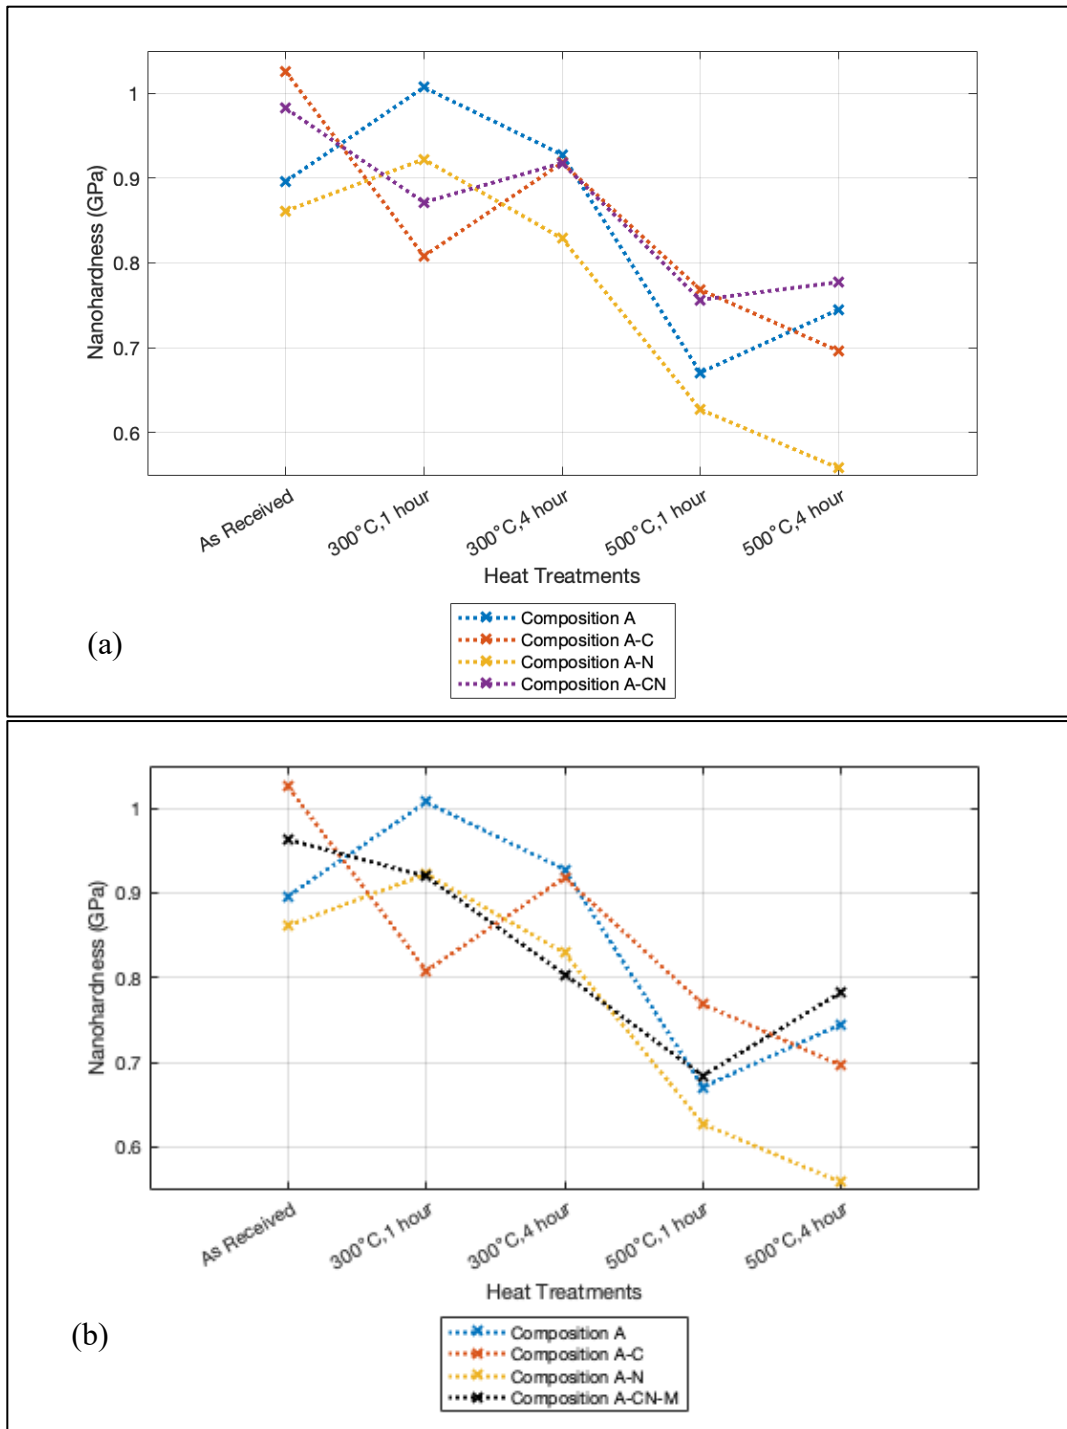 1
0.9
0.8
0.7
0.6
Nanohardness (GPa)
As Received
300°C,1 hour
300°C,4 hour
500°C,1 hour
500°C,4 hour
Heat Treatments
(a)
Composition A
Composition A-C
Composition A-N
Composition A-CN
1
0.9
0.8
0.7
0.6
Nanohardness (GPa)
As Received
300°C,1 hour
300°C,4 hour
500°C,1 hour
500°C,4 hour
Heat Treatments
(b)
Composition A
Composition A-C
Composition A-N
Composition A-CN-M